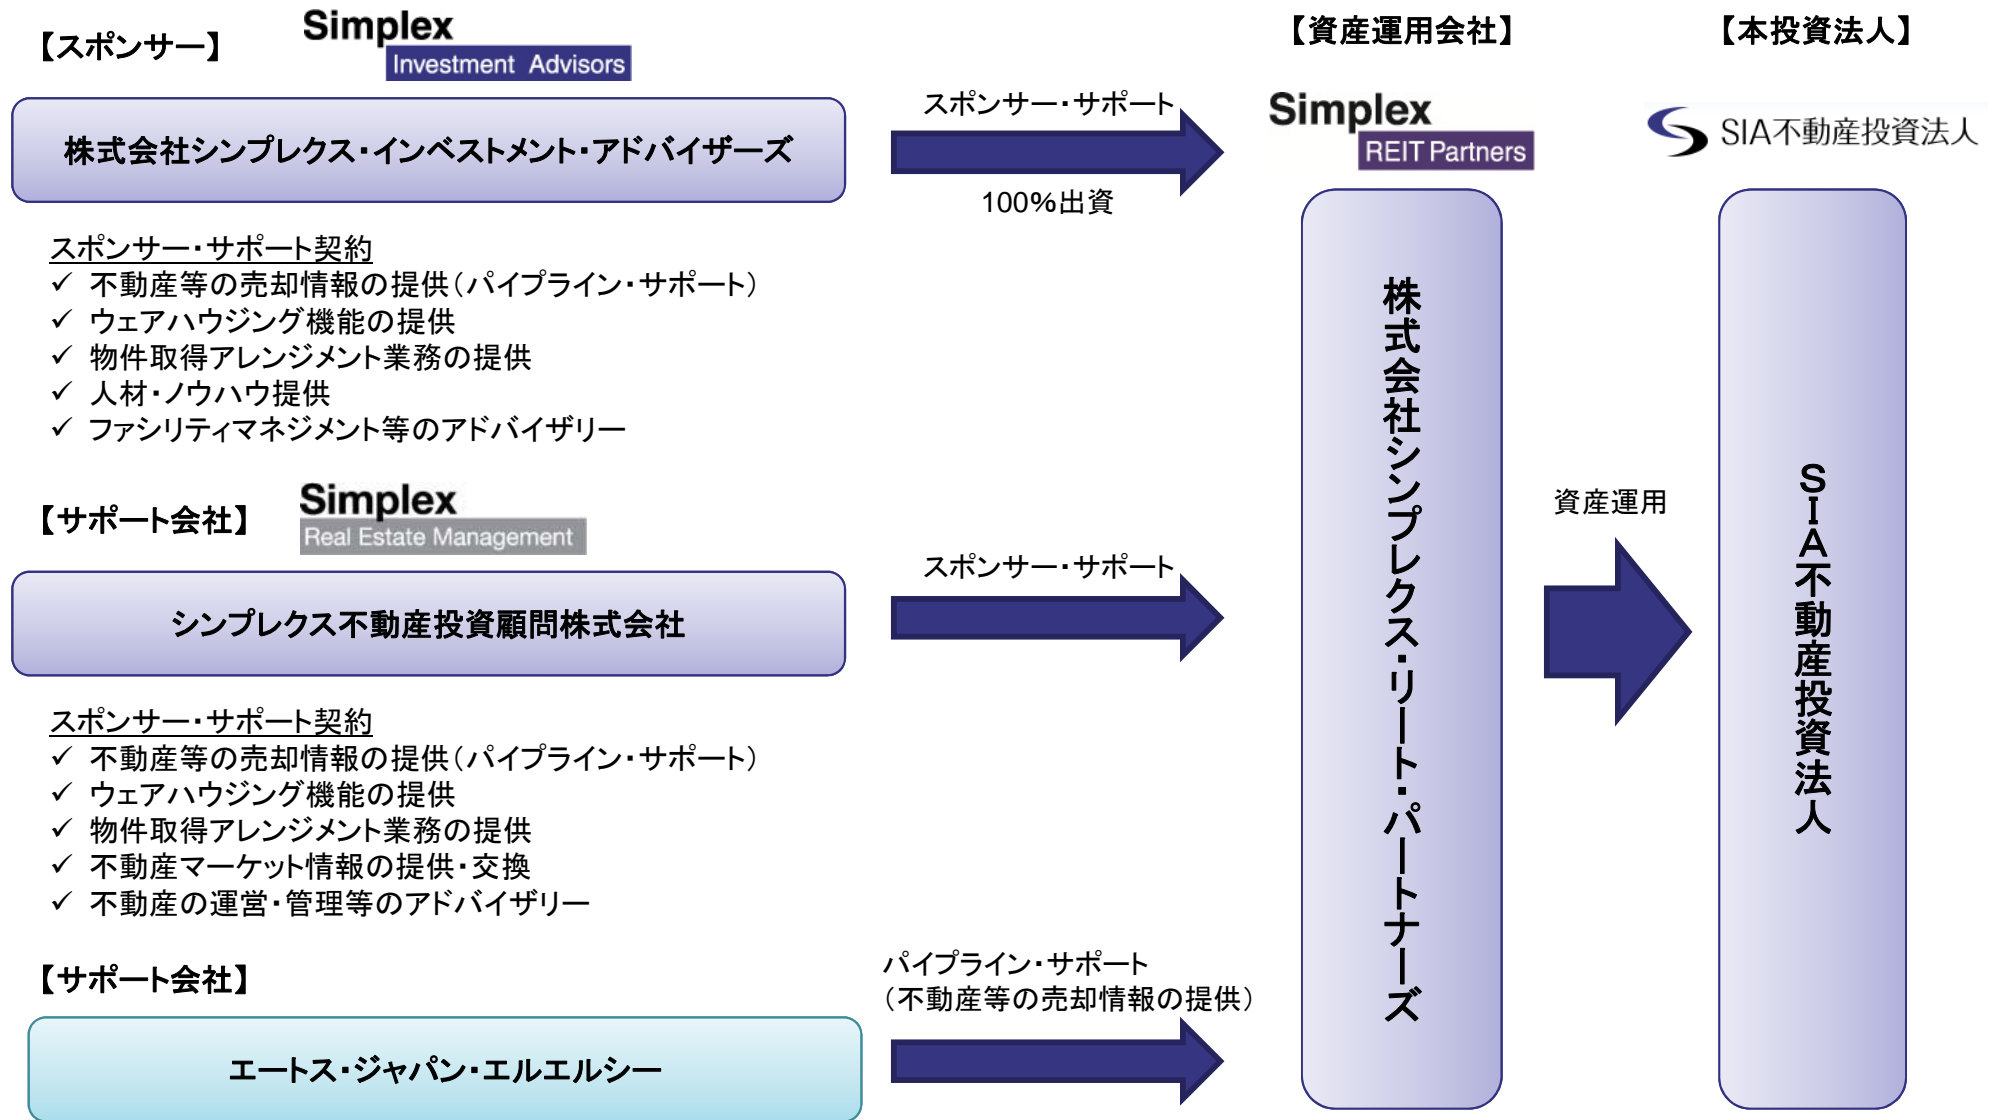 【スポンサー】
Simplex
Investment Advisors
株式会社シンプレクス・インベストメント・アドバイザーズ
スポンサー・サポート契約
✓ 不動産等の売却情報の提供(パイプライン・サポート)
✓ ウェアハウジング機能の提供
✓ 物件取得アレンジメント業務の提供
✓ 人材・ノウハウ提供
✓ ファシリティマネジメント等のアドバイザリー
スポンサー・サポート
100%出資
【サポート会社】
Simplex
Real Estate Management
シンプレクス不動産投資顧問株式会社
スポンサー・サポート契約
✓ 不動産等の売却情報の提供(パイプライン・サポート)
✓ ウェアハウジング機能の提供
✓ 物件取得アレンジメント業務の提供
✓ 不動産マーケット情報の提供・交換
✓ 不動産の運営・管理等のアドバイザリー
スポンサー・サポート
【サポート会社】
エートス・ジャパン・エルエルシー
パイプライン・サポート
(不動産等の売却情報の提供)
【資産運用会社】
Simplex
REIT Partners
株式会社シンプレクス・リート・パートナーズ
資産運用
【本投資法人】
SIA不動産投資法人
SIA不動産投資法人